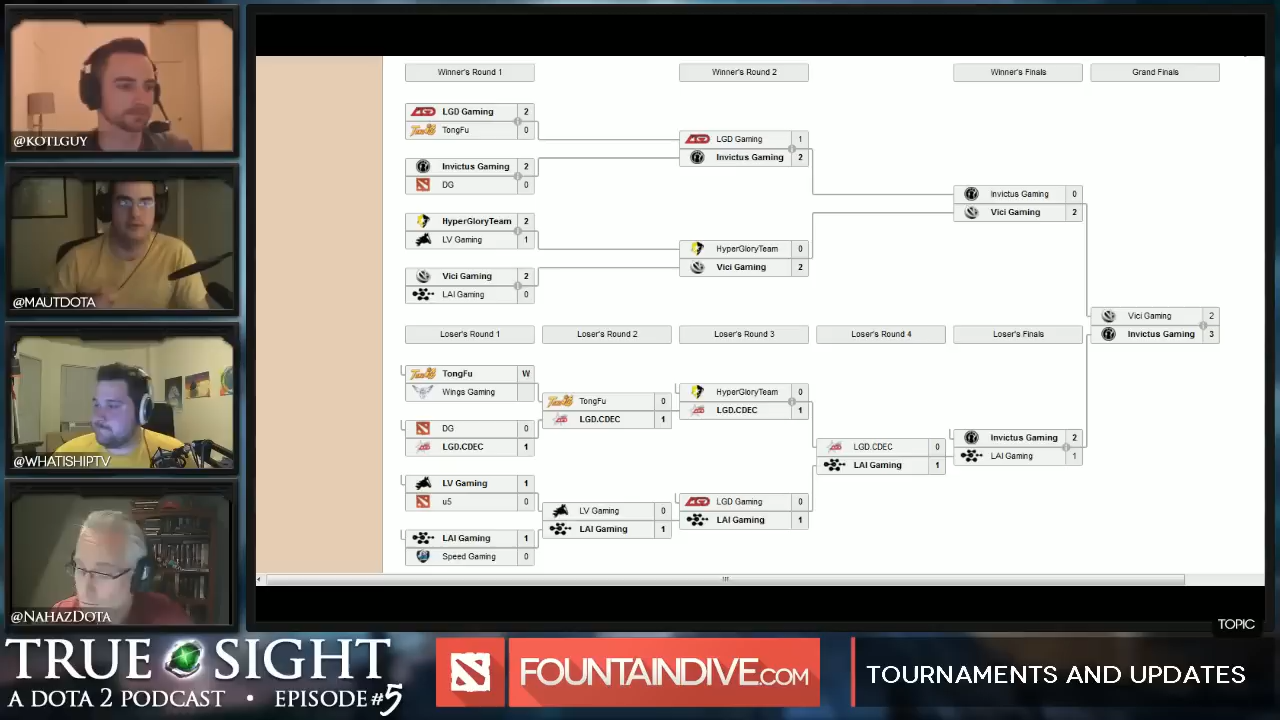 @KOTLGUY
@MAUTDOTA
@WHATISHIPTV
@NAHAZDOTA
Winner's Round 1
Winner's Round 2
Winner's Finals
Grand Finals
LGD Gaming 2
TongFu 0
Invictus Gaming 2
DG 0
HyperGloryTeam 2
LV Gaming 1
Vici Gaming 2
LAI Gaming 0
LGD Gaming 1
Invictus Gaming 2
HyperGloryTeam 0
Vici Gaming 2
Invictus Gaming 0
Vici Gaming 2
Vici Gaming 2
Invictus Gaming 3
Loser's Round 1
Loser's Round 2
Loser's Round 3
Loser's Round 4
Loser's Finals
TongFu W
Wings Gaming
DG 0
LGD.CDEC 1
LV Gaming 1
u5 0
LAI Gaming 1
Speed Gaming 0
TongFu 0
LGD.CDEC 1
LV Gaming 0
LAI Gaming 1
HyperGloryTeam 0
LGD.CDEC 1
LGD Gaming 0
LAI Gaming 1
LGD.CDEC 0
LAI Gaming 1
Invictus Gaming 2
LAI Gaming 1
TOPIC
TRUE SIGHT
A DOTA 2 PODCAST • EPISODE #5
FOUNTAINDIVE.COM
TOURNAMENTS AND UPDATES